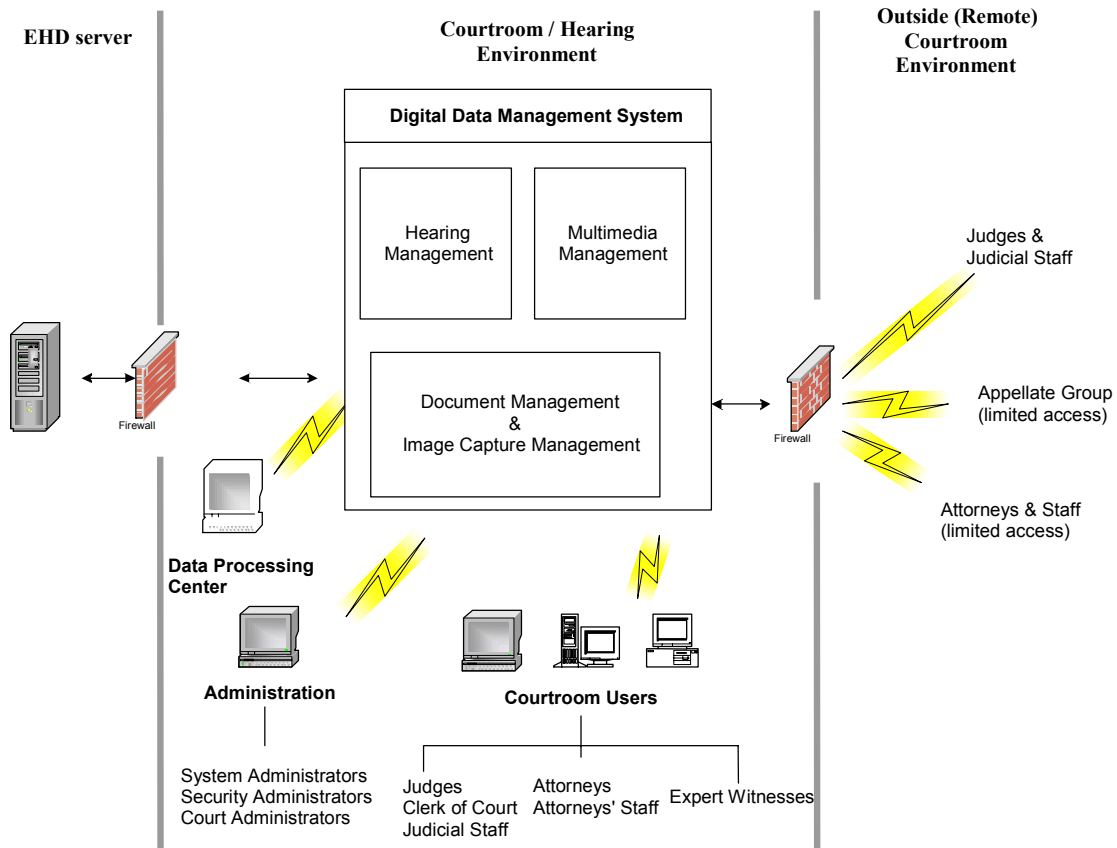 EHD server
Courtroom / Hearing
Environment
Outside (Remote)
Courtroom
Environment
Digital Data Management System
Hearing
Management
Multimedia
Management
Document Management
&
Image Capture Management
Firewall
Firewall
Judges &
Judicial Staff
Appellate Group
(limited access)
Attorneys & Staff
(limited access)
Data Processing
Center
Administration
System Administrators
Security Administrators
Court Administrators
Courtroom Users
Judges
Clerk of Court
Judicial Staff
Attorneys
Attorneys' Staff
Expert Witnesses